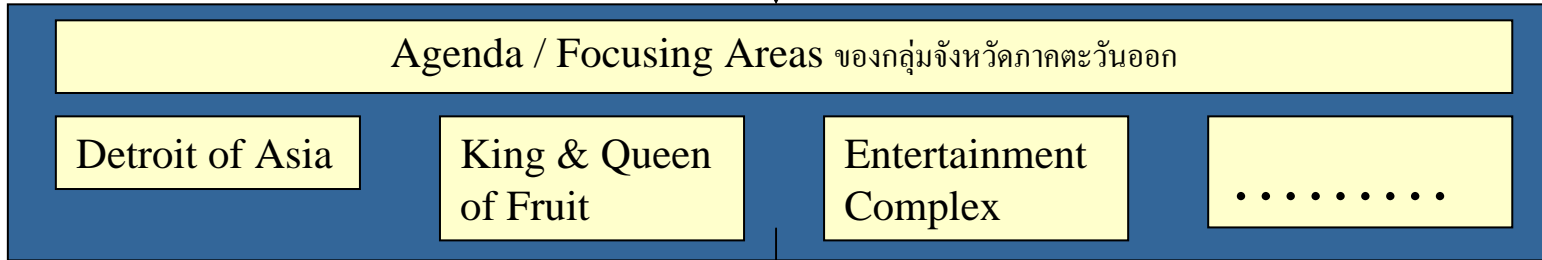 Agenda / Focusing Areas ของกลุ่มจังหวัดภาคตะวันออก
Detroit of Asia
King & Queen
of Fruit
Entertainment
Complex
.........